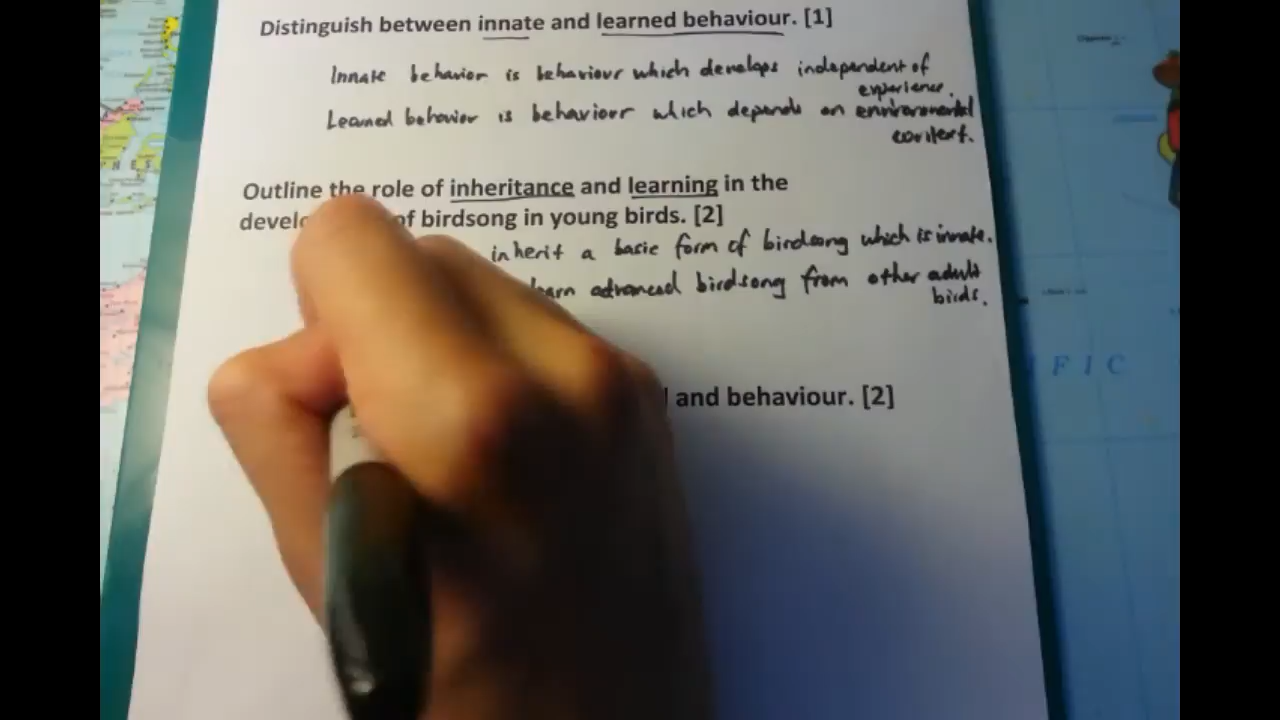 Distinguish between innate and learned behaviour. [1]
Innate behavior is behaviour which develops independent of
experience.
Learned behavior is behaviour which depends on environmental
context.
Outline the role of inheritance and learning in the
of birdsong in young birds. [2]
inherit a basic form of birdsong which is innate.
learn advanced birdsong from other adult
birds.
and behaviour. [2]
F I C